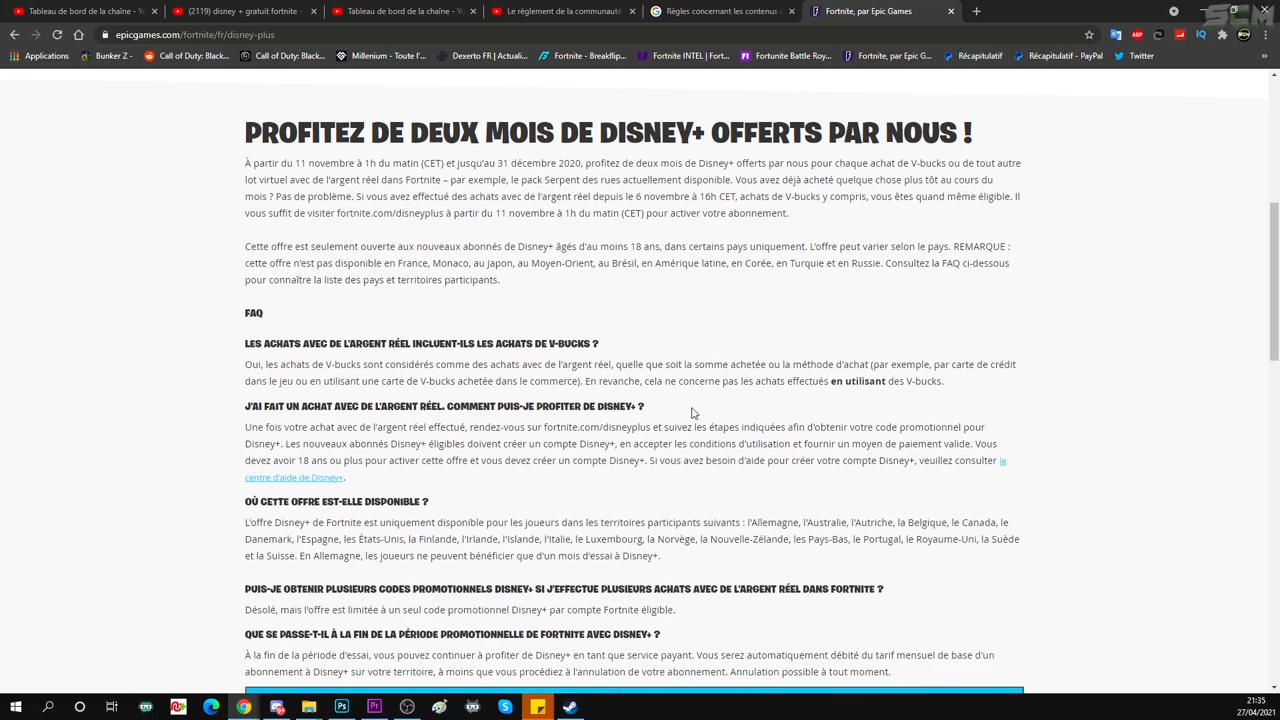 Tableau de bord de la chaîne - Yo
(2119) disney + gratuit fortnite -
Tableau de bord de la chaîne - Yo
Le règlement de la communauté
Règles concernant les contenus c
Fortnite, par Epic Games
SCM
epicgames.com/fortnite/fr/disney-plus
ABP
IQ
Applications
Bunker Z -
Call of Duty: Black...
Call of Duty: Black...
Millenium - Toute l'...
Dexerto FR | Actuali...
Fortnite - Breakflip...
Fortnite INTEL | Fort...
Fortunite Battle Roy...
Fortnite, par Epic G...
Récapitulatif
Récapitulatif - PayPal
Twitter
»
PROFITEZ DE DEUX MOIS DE DISNEY+ OFFERTS PAR NOUS !
À partir du 11 novembre à 1h du matin (CET) et jusqu'au 31 décembre 2020, profitez de deux mois de Disney+ offerts par nous pour chaque achat de V-bucks ou de tout autre
lot virtuel avec de l'argent réel dans Fortnite – par exemple, le pack Serpent des rues actuellement disponible. Vous avez déjà acheté quelque chose plus tôt au cours du
mois ? Pas de problème. Si vous avez effectué des achats avec de l'argent réel depuis le 6 novembre à 16h CET, achats de V-bucks y compris, vous êtes quand même éligible. Il
vous suffit de visiter fortnite.com/disneyplus à partir du 11 novembre à 1h du matin (CET) pour activer votre abonnement.
Cette offre est seulement ouverte aux nouveaux abonnés de Disney+ âgés d'au moins 18 ans, dans certains pays uniquement. L'offre peut varier selon le pays. REMARQUE :
cette offre n'est pas disponible en France, Monaco, au Japon, au Moyen-Orient, au Brésil, en Amérique latine, en Corée, en Turquie et en Russie. Consultez la FAQ ci-dessous
pour connaître la liste des pays et territoires participants.
FAQ
LES ACHATS AVEC DE L'ARGENT RÉEL INCLUENT-ILS LES ACHATS DE V-BUCKS ?
Oui, les achats de V-bucks sont considérés comme des achats avec de l'argent réel, quelle que soit la somme achetée ou la méthode d'achat (par exemple, par carte de crédit
dans le jeu ou en utilisant une carte de V-bucks achetée dans le commerce). En revanche, cela ne concerne pas les achats effectués en utilisant des V-bucks.
J'AI FAIT UN ACHAT AVEC DE L'ARGENT RÉEL. COMMENT PUIS-JE PROFITER DE DISNEY+ ?
Une fois votre achat avec de l'argent réel effectué, rendez-vous sur fortnite.com/disneyplus et suivez les étapes indiquées afin d'obtenir votre code promotionnel pour
Disney+. Les nouveaux abonnés Disney+ éligibles doivent créer un compte Disney+, en accepter les conditions d'utilisation et fournir un moyen de paiement valide. Vous
devez avoir 18 ans ou plus pour activer cette offre et vous devez créer un compte Disney+. Si vous avez besoin d'aide pour créer votre compte Disney+, veuillez consulter le
centre d'aide de Disney+.
OÙ CETTE OFFRE EST-ELLE DISPONIBLE ?
L'offre Disney+ de Fortnite est uniquement disponible pour les joueurs dans les territoires participants suivants : l'Allemagne, l'Australie, l'Autriche, la Belgique, le Canada, le
Danemark, l'Espagne, les États-Unis, la Finlande, l'Irlande, l'Islande, l'Italie, le Luxembourg, la Norvège, la Nouvelle-Zélande, les Pays-Bas, le Portugal, le Royaume-Uni, la Suède
et la Suisse. En Allemagne, les joueurs ne peuvent bénéficier que d'un mois d'essai à Disney+.
PUIS-JE OBTENIR PLUSIEURS CODES PROMOTIONNELS DISNEY+ SI J'EFFECTUE PLUSIEURS ACHATS AVEC DE L'ARGENT RÉEL DANS FORTNITE ?
Désolé, mais l'offre est limitée à un seul code promotionnel Disney+ par compte Fortnite éligible.
QUE SE PASSE-T-IL À LA FIN DE LA PÉRIODE PROMOTIONNELLE DE FORTNITE AVEC DISNEY+ ?
À la fin de la période d'essai, vous pouvez continuer à profiter de Disney+ en tant que service payant. Vous serez automatiquement débité du tarif mensuel de base d'un
abonnement à Disney+ sur votre territoire, à moins que vous procédiez à l'annulation de votre abonnement. Annulation possible à tout moment.
Ps
Pr
21:35
27/04/2021